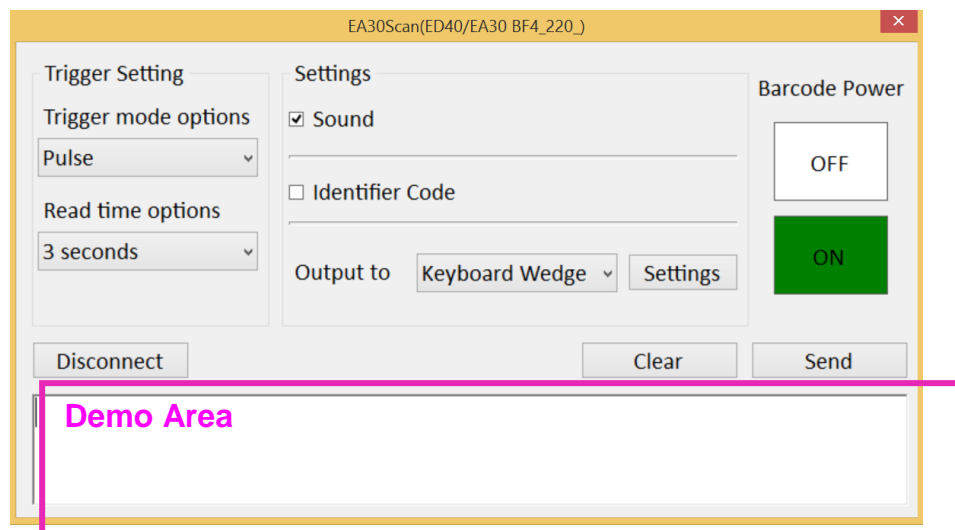 EA30Scan(ED40/EA30 BF4_220_)
Trigger Setting
Trigger mode options
Pulse
Read time options
3 seconds
Settings
Sound
Identifier Code
Output to Keyboard Wedge Settings
Barcode Power
OFF
ON
Disconnect Clear Send
Demo Area